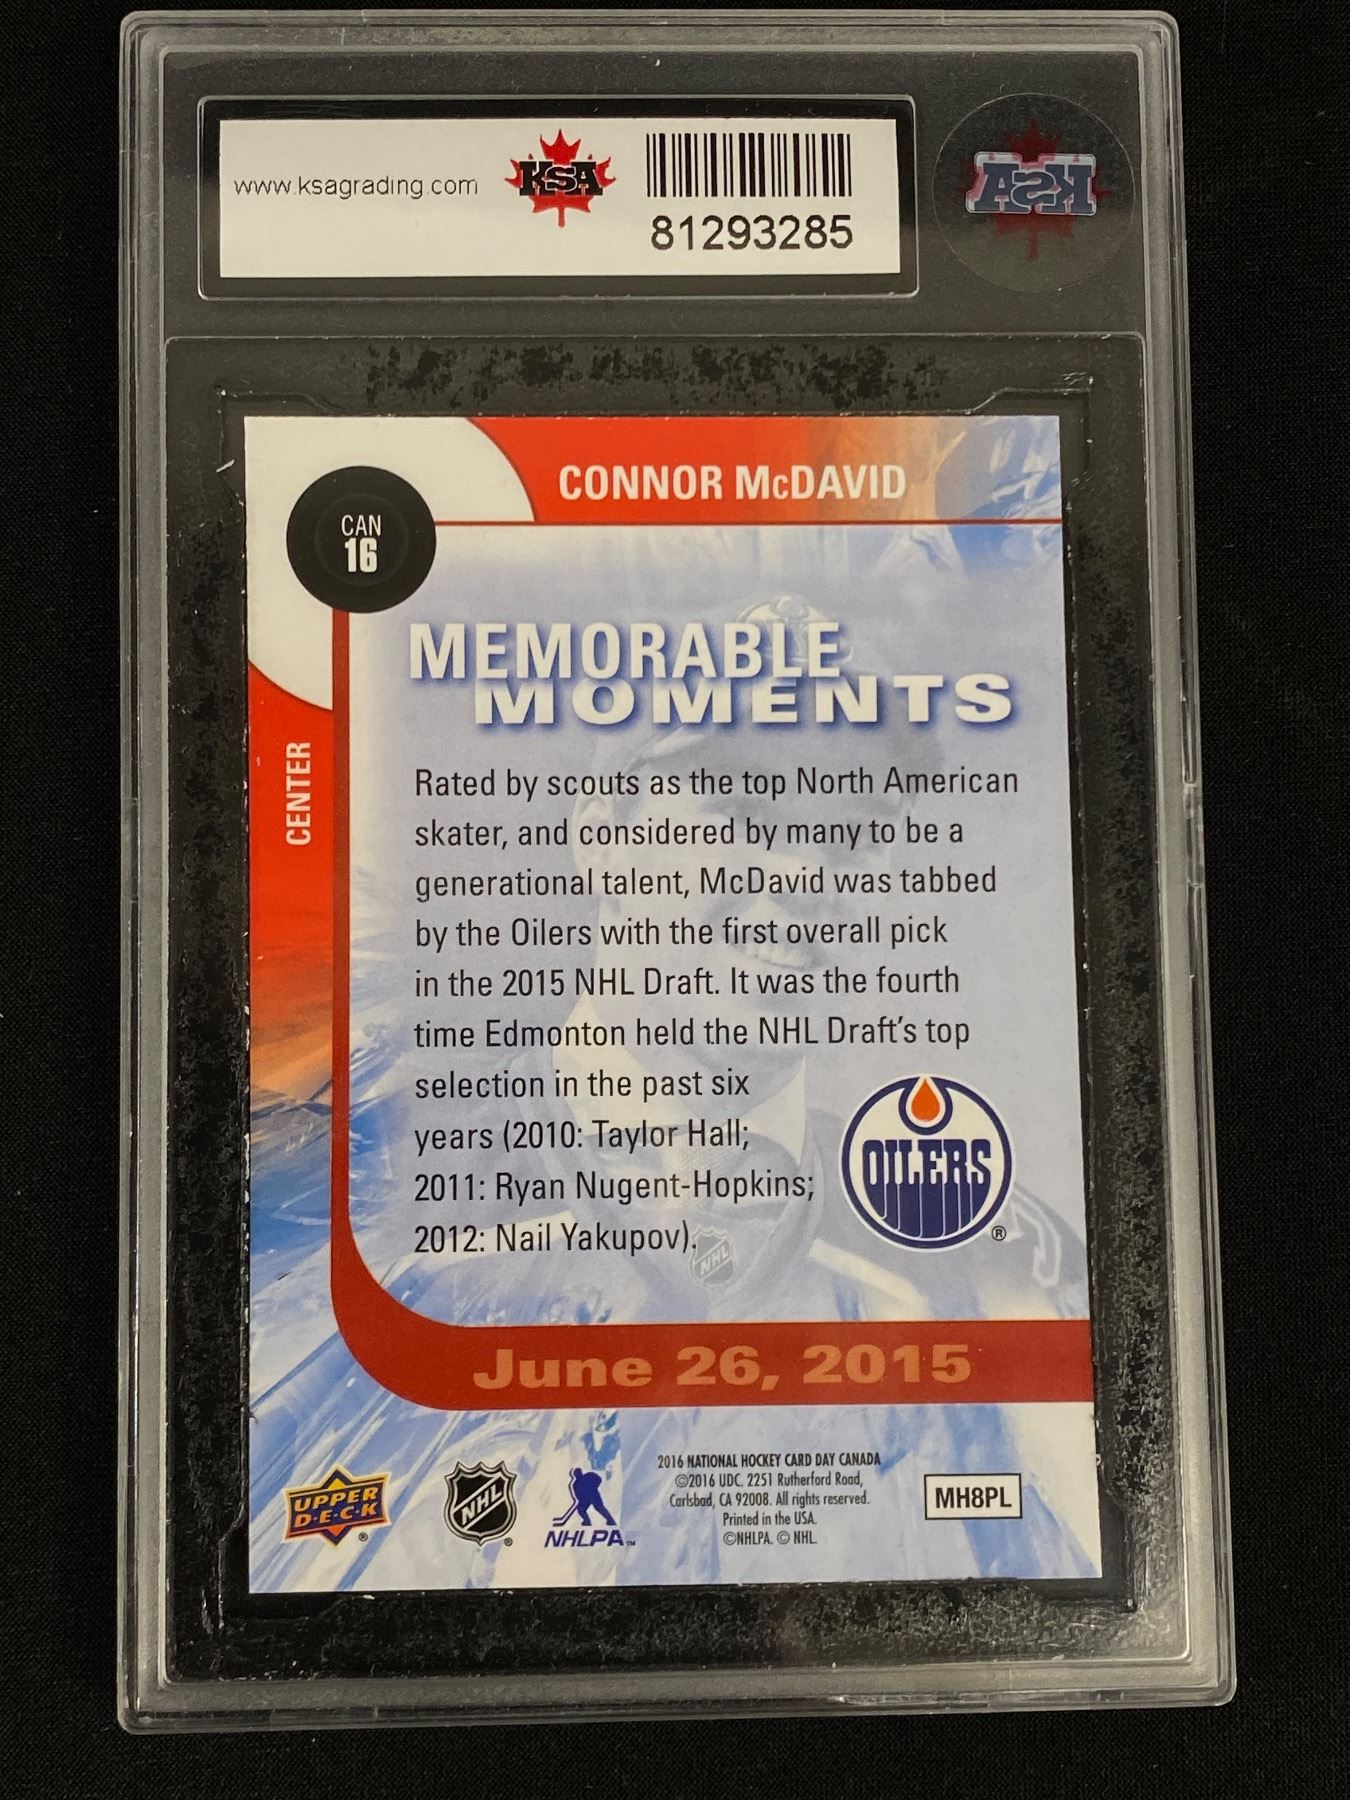 www.ksagrading.com
KSA
81293285
KSA
CONNOR McDAVID
CAN
16
MEMORABLE
MOMENTS
CENTER
Rated by scouts as the top North American
skater, and considered by many to be a
generational talent, McDavid was tabbed
by the Oilers with the first overall pick
in the 2015 NHL Draft. It was the fourth
time Edmonton held the NHL Draft's top
selection in the past six
years (2010: Taylor Hall;
2011: Ryan Nugent-Hopkins;
2012: Nail Yakupov).
OILERS
®
NHL
June 26, 2015
2016 NATIONAL HOCKEY CARD DAY CANADA
©2016 UDC. 2251 Rutherford Road,
Carlsbad, CA 92008. All rights reserved.
Printed in the USA.
©NHLPA. © NHL
UPPER
D·E·C·K
®
NHL
®
NHLPA™
MH8PL